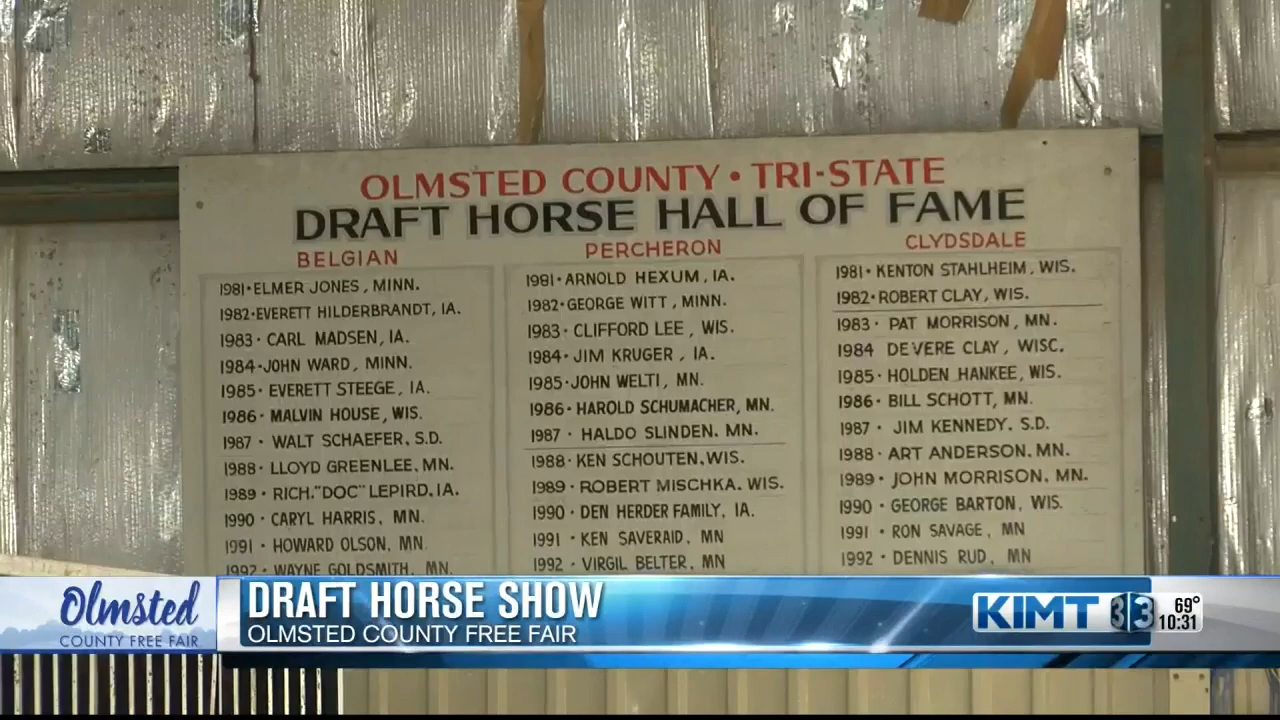 OLMSTED COUNTY • TRI-STATE
DRAFT HORSE HALL OF FAME
BELGIAN
1981•ELMER JONES, MINN.
1982•EVERETT HILDERBRANDT, IA.
1983• CARL MADSEN, IA.
1984•JOHN WARD, MINN.
1985• EVERETT STEEGE, IA.
1986• MALVIN HOUSE, WIS.
1987 • WALT SCHAEFER, S.D.
1988• LLOYD GREENLEE, MN.
1989• RICH."DOC" LEPIRD, IA.
1990 • CARYL HARRIS, MN.
1991 • HOWARD OLSON, MN.
1992 • WAYNE GOLDSMITH, MN.
PERCHERON
1981•ARNOLD HEXUM, IA.
1982•GEORGE WITT, MINN.
1983• CLIFFORD LEE, WIS.
1984• JIM KRUGER, IA.
1985•JOHN WELTI, MN.
1986• HAROLD SCHUMACHER, MN.
1987 • HALDO SLINDEN. MN.
1988• KEN SCHOUTEN, WIS.
1989• ROBERT MISCHKA. WIS.
1990 • DEN HERDER FAMILY, IA.
1991 • KEN SAVERAID, MN
1992 • VIRGIL BELTER, MN
CLYDSDALE
1981• KENTON STAHLHEIM, WIS.
1982• ROBERT CLAY, WIS.
1983• PAT MORRISON, MN.
1984 DEVERE CLAY, WISC.
1985• HOLDEN HANKEE, WIS.
1986• BILL SCHOTT, MN.
1987• JIM KENNEDY. S.D.
1988• ART ANDERSON. MN.
1989• JOHN MORRISON, MN.
1990 • GEORGE BARTON, WIS.
1991 • RON SAVAGE, MN
1992 • DENNIS RUD, MN
Olmsted
COUNTY FREE FAIR
DRAFT HORSE SHOW
OLMSTED COUNTY FREE FAIR
KIMT 33
69°
10:31